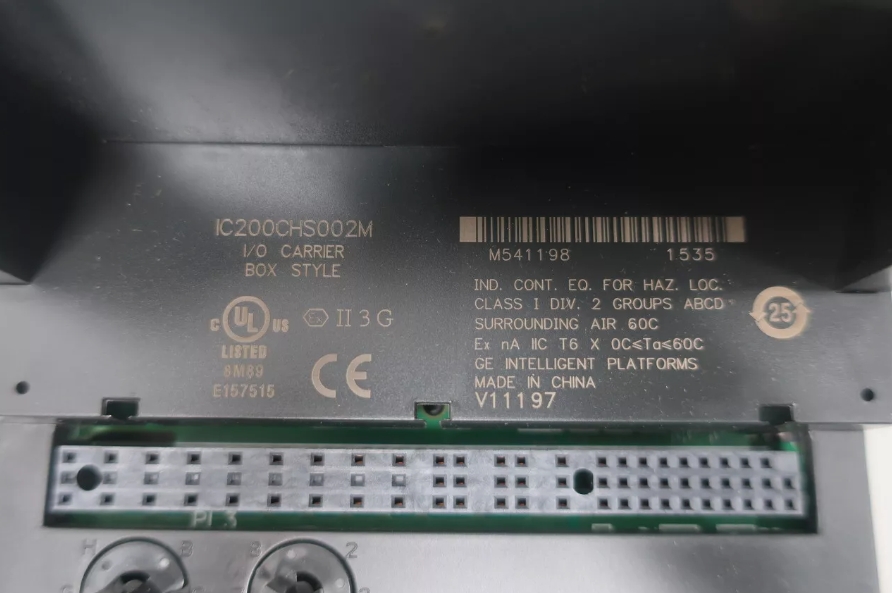 IC200CHS002M
I/O CARRIER
BOX STYLE
C UL US
LISTED
8M89
E157515
Ex II 3 G
CE
M541198 1535
IND. CONT. EQ. FOR HAZ. LOC.
CLASS I DIV. 2 GROUPS ABCD
SURROUNDING AIR 60C
Ex nA IIC T6 X 0C≤Ta≤60C
GE INTELLIGENT PLATFORMS
MADE IN CHINA
V11197
25